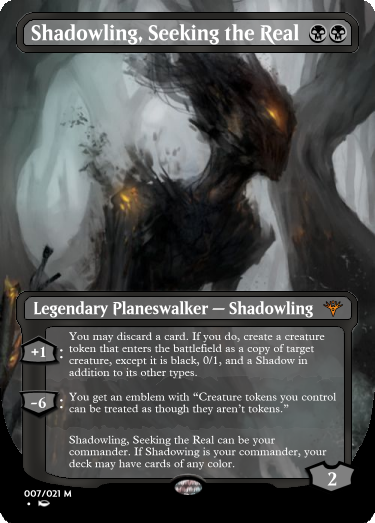 Shadowling, Seeking the Real
Legendary Planeswalker — Shadowling
+1: You may discard a card. If you do, create a creature
token that enters the battlefield as a copy of target
creature, except it is black, 0/1, and a Shadow in
addition to its other types.
-6: You get an emblem with “Creature tokens you control
can be treated as though they aren’t tokens.”
Shadowling, Seeking the Real can be your
commander. If Shadowing is your commander, your
deck may have cards of any color.
2
007/021 M